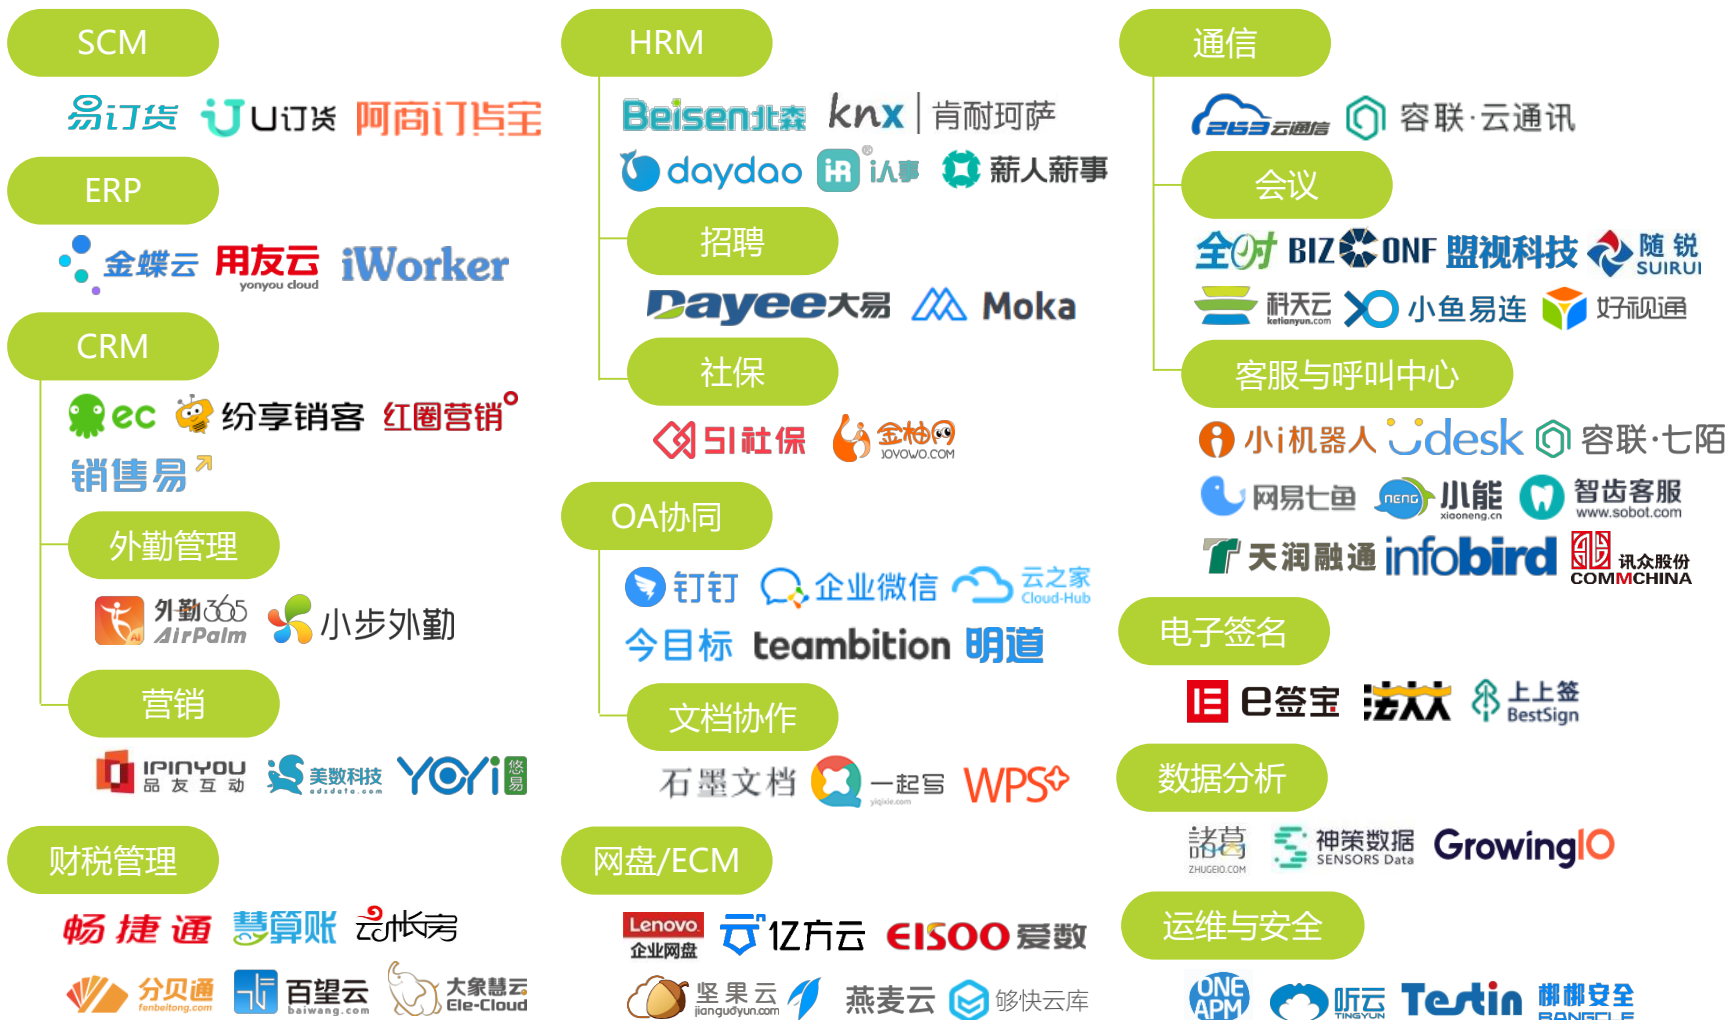 SCM
易订货
U订货
阿商订货宝
ERP
金蝶云
用友云
yonyou cloud
iWorker
CRM
ec
纷享销客
红圈营销
销售易
外勤管理
外勤365
AirPalm
AI
小步外勤
营销
iPinYou
品友互动
美数科技
adsdata.com
YOYi
悠易
财税管理
畅捷通
慧算账
云帐房
分贝通
fenbeitong.com
百望云
baiwang.com
大象慧云
Ele-Cloud
HRM
Beisen北森
knx
肯耐珂萨
daydao
iR
i人事
薪人薪事
招聘
Dayee大易
Moka
社保
51社保
金柚网
JOYOWO.COM
OA协同
钉钉
企业微信
云之家
Cloud-Hub
今目标
teambition
明道
文档协作
石墨文档
一起写
yiqixie.com
WPS
网盘/ECM
Lenovo
企业网盘
亿方云
EISOO爱数
坚果云
jianguoyun.com
燕麦云
够快云库
通信
263云通信
容联·云通讯
会议
全时
BIZCONF
盟视科技
随锐
SUIRUI
科天云
ketianyun.com
小鱼易连
好视通
客服与呼叫中心
小i机器人
Udesk
容联·七陌
网易七鱼
NENG
小能
xiaoneng.cn
智齿客服
www.sobot.com
天润融通
infobird
讯众股份
COMMCHINA
电子签名
e签宝
法大大
上上签
BestSign
数据分析
諸葛
ZHUGEIO.COM
神策数据
SENSORS Data
GrowingIO
运维与安全
ONE
APM
听云
TINGYUN
Testin
梆梆安全
BANGCLE